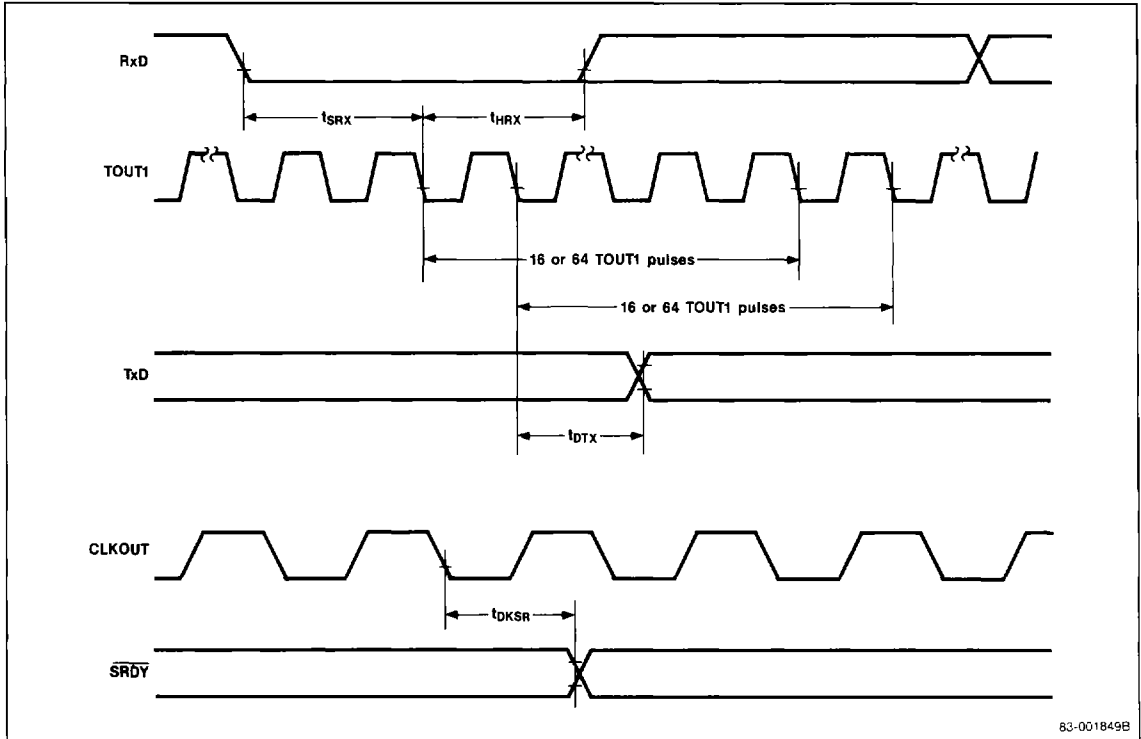 RxD
tSRX
tHRX
TOUT1
16 or 64 TOUT1 pulses
16 or 64 TOUT1 pulses
TxD
tDTX
CLKOUT
tDKSR
SRDY
83-001849B